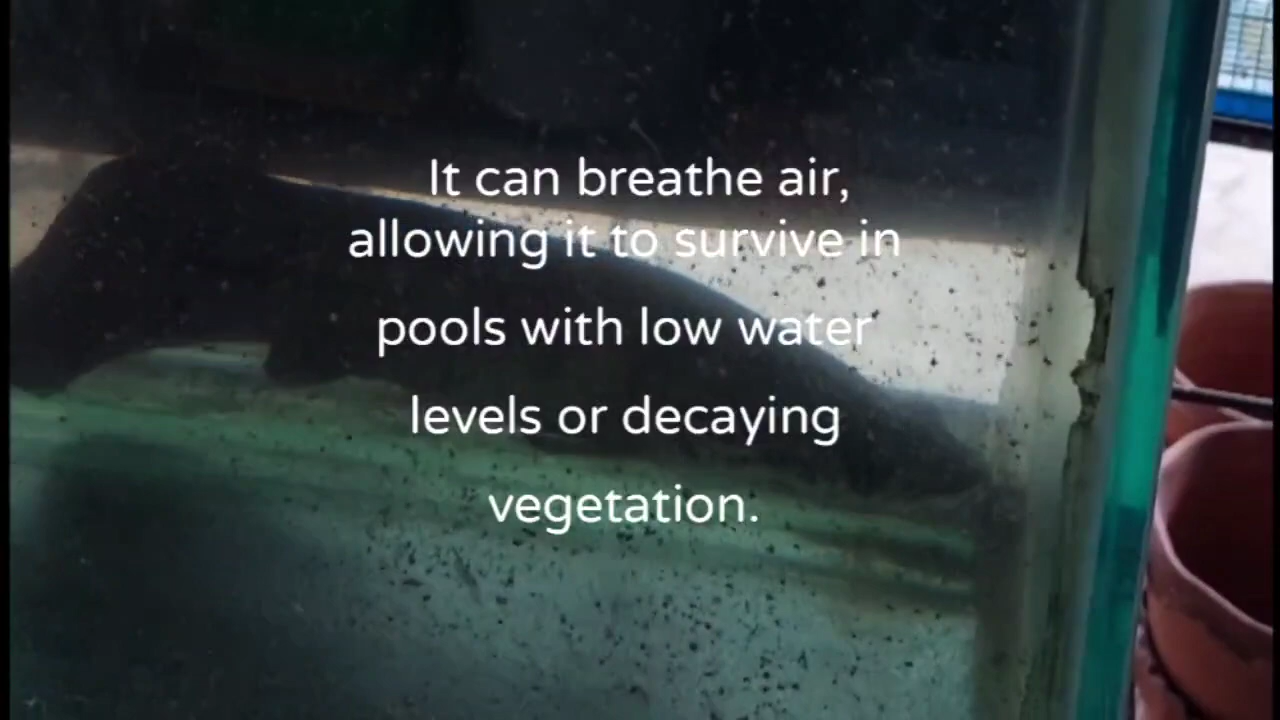 It can breathe air,
allowing it to survive in
pools with low water
levels or decaying
vegetation.